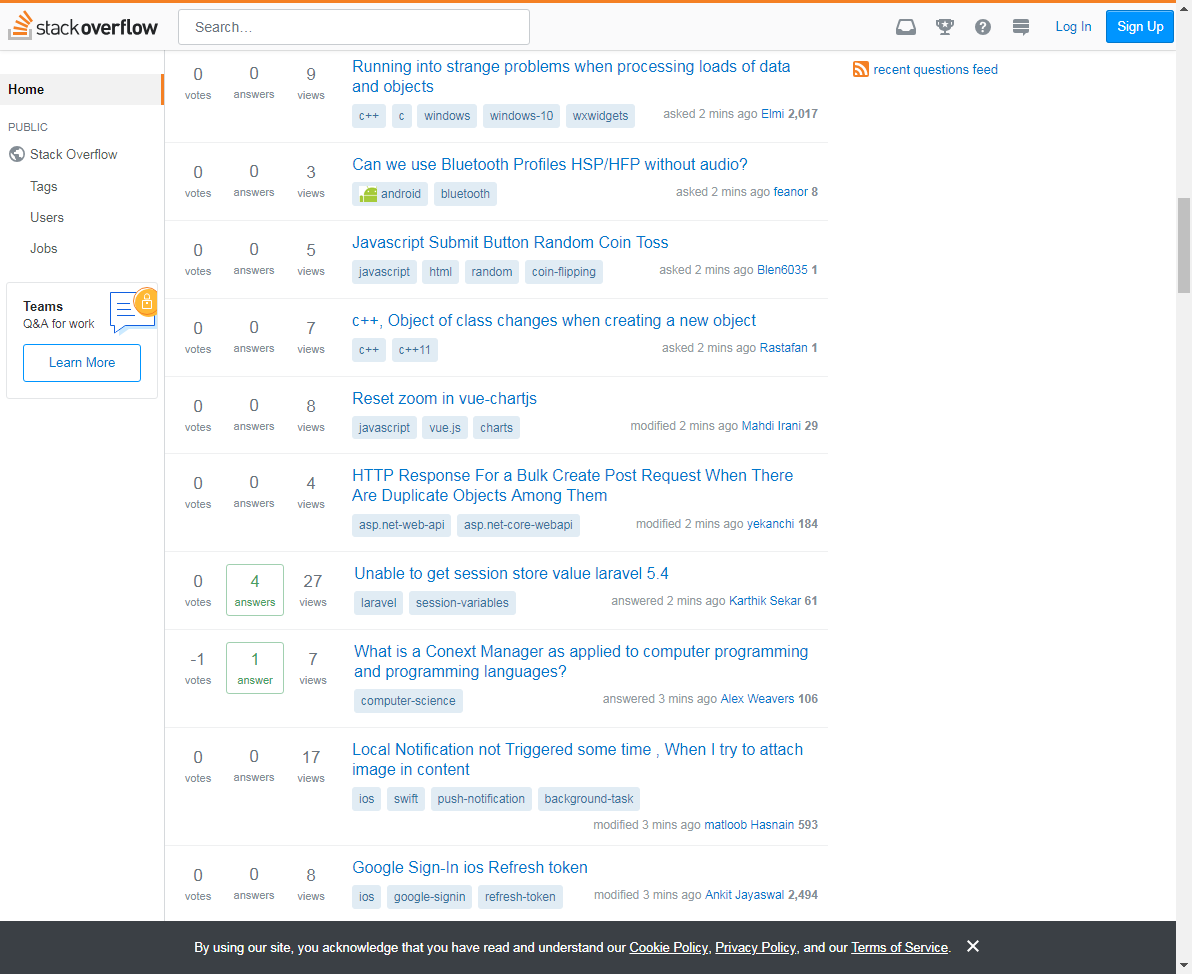 stackoverflow
Search…
Log In
Sign Up
Home
PUBLIC
Stack Overflow
Tags
Users
Jobs
Teams
Q&A for work
Learn More
0 votes 0 answers 9 views
Running into strange problems when processing loads of data
and objects
c++ c windows windows-10 wxwidgets
asked 2 mins ago Elmi 2,017
0 votes 0 answers 3 views
Can we use Bluetooth Profiles HSP/HFP without audio?
android bluetooth
asked 2 mins ago feanor 8
0 votes 0 answers 5 views
Javascript Submit Button Random Coin Toss
javascript html random coin-flipping
asked 2 mins ago Blen6035 1
0 votes 0 answers 7 views
c++, Object of class changes when creating a new object
c++ c++11
asked 2 mins ago Rastafan 1
0 votes 0 answers 8 views
Reset zoom in vue-chartjs
javascript vue.js charts
modified 2 mins ago Mahdi Irani 29
0 votes 0 answers 4 views
HTTP Response For a Bulk Create Post Request When There
Are Duplicate Objects Among Them
asp.net-web-api asp.net-core-webapi
modified 2 mins ago yekanchi 184
0 votes 4 answers 27 views
Unable to get session store value laravel 5.4
laravel session-variables
answered 2 mins ago Karthik Sekar 61
-1 votes 1 answer 7 views
What is a Conext Manager as applied to computer programming
and programming languages?
computer-science
answered 3 mins ago Alex Weavers 106
0 votes 0 answers 17 views
Local Notification not Triggered some time , When I try to attach
image in content
ios swift push-notification background-task
modified 3 mins ago matloob Hasnain 593
0 votes 0 answers 8 views
Google Sign-In ios Refresh token
ios google-signin refresh-token
modified 3 mins ago Ankit Jayaswal 2,494
recent questions feed
By using our site, you acknowledge that you have read and understand our Cookie Policy, Privacy Policy, and our Terms of Service.